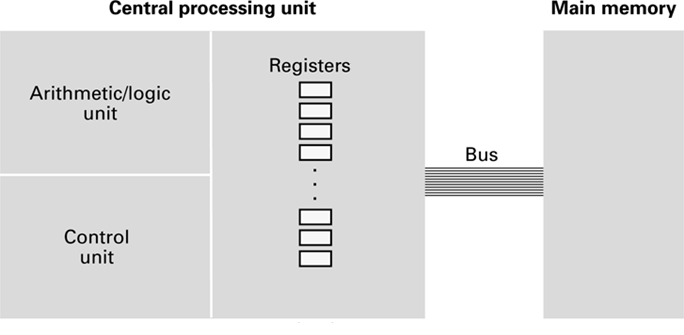 Central processing unit
Main memory
Arithmetic/logic
unit
Registers
Bus
Control
unit